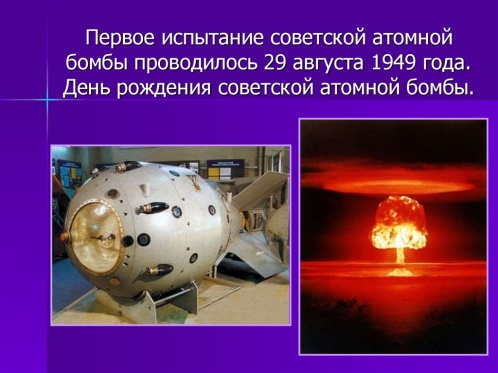 Первое испытание советской атомной
бомбы проводилось 29 августа 1949 года.
День рождения советской атомной бомбы.